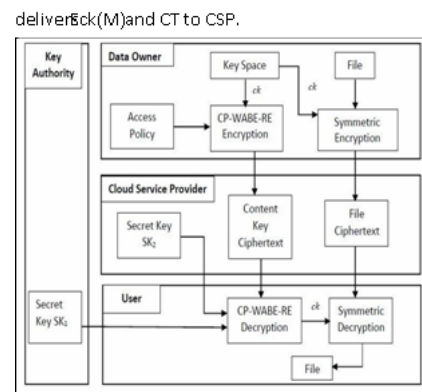 deliverEck(M)and CT to CSP.
Key
Authority
Data Owner
Key Space
File
ck
ck
Access
Policy
CP-WABE-RE
Encryption
Symmetric
Encryption
Cloud Service Provider
Secret Key
SK₂
Content
Key
Ciphertext
File
Ciphertext
User
Secret
Key SK₁
CP-WABE-RE
Decryption
ck
Symmetric
Decryption
File